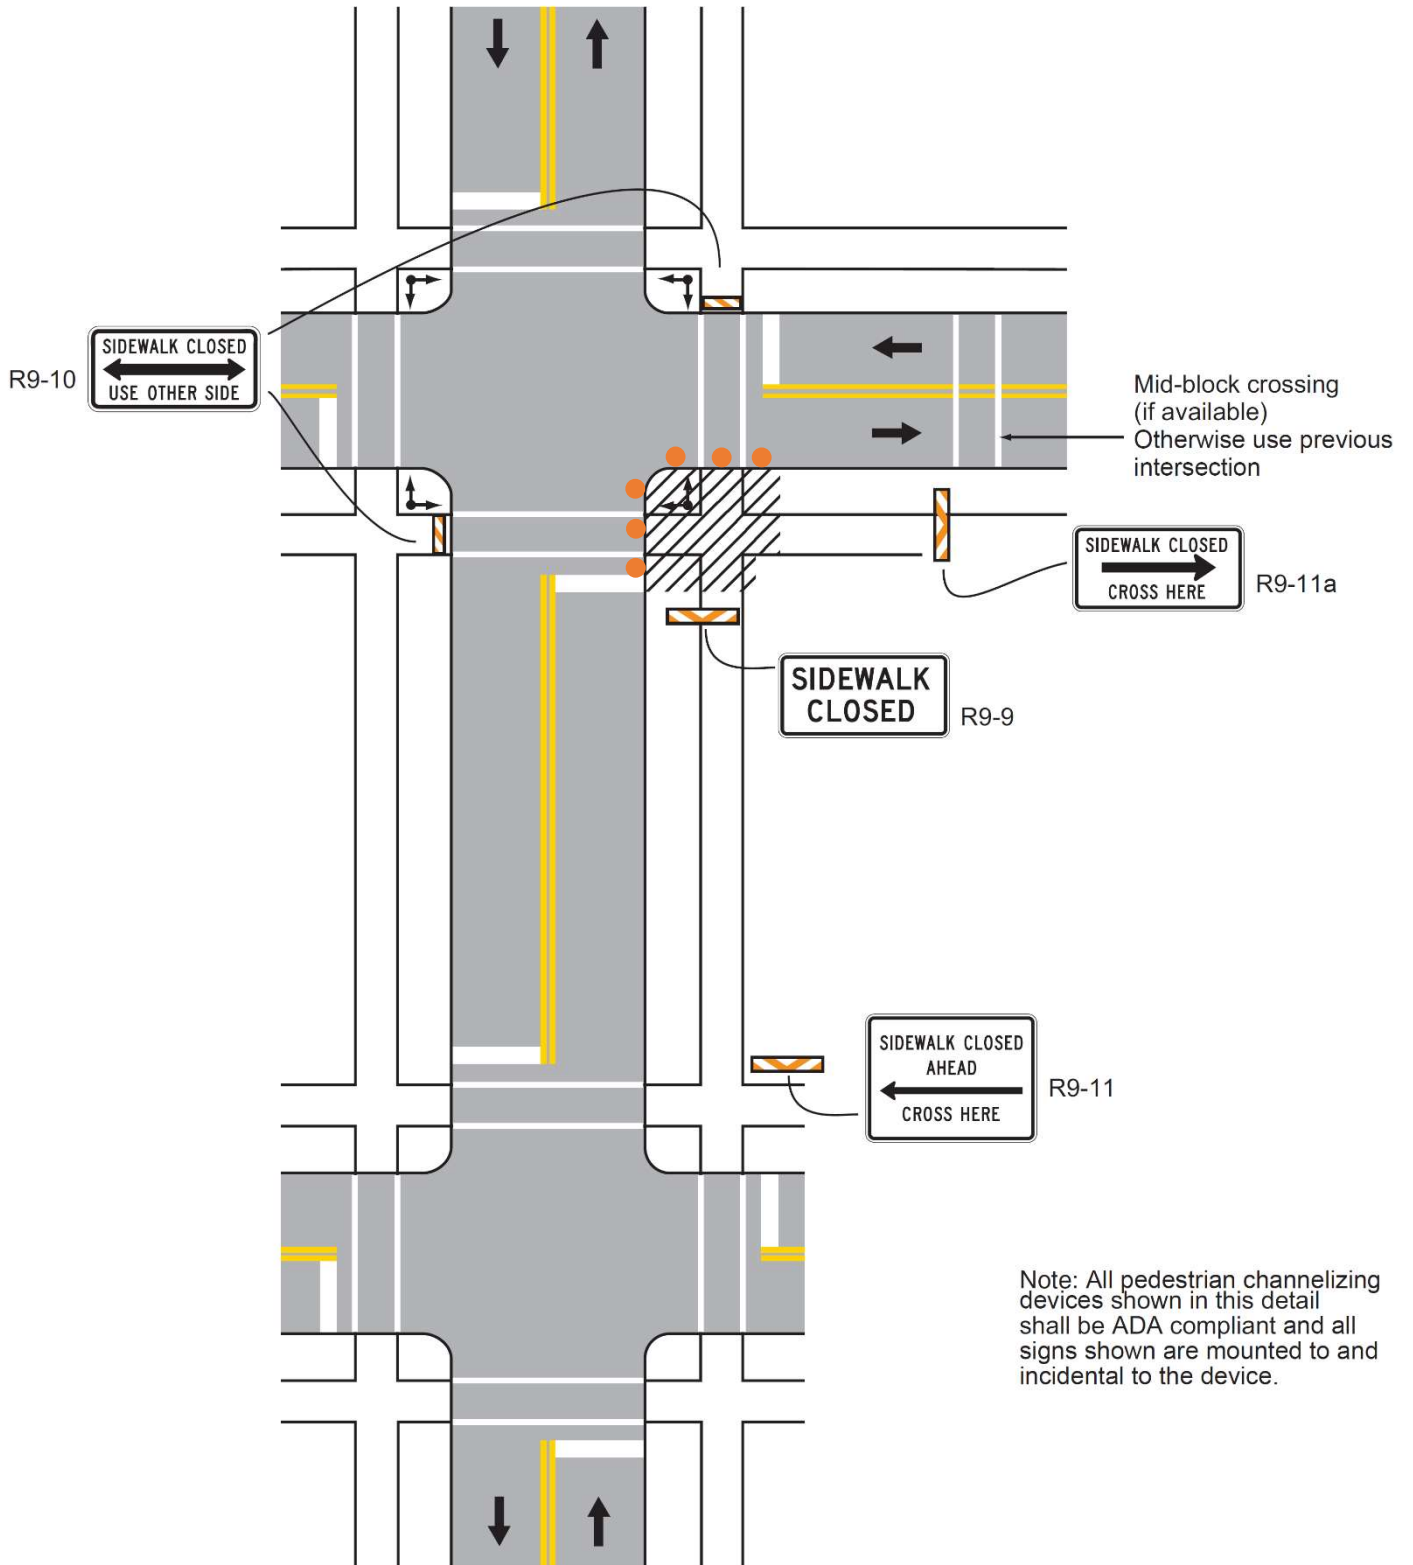 SIDEWALK CLOSED
USE OTHER SIDE
R9-10
Mid-block crossing
(if available)
Otherwise use previous
intersection
SIDEWALK CLOSED
CROSS HERE
R9-11a
SIDEWALK
CLOSED
R9-9
SIDEWALK CLOSED
AHEAD
CROSS HERE
R9-11
Note: All pedestrian channelizing
devices shown in this detail
shall be ADA compliant and all
signs shown are mounted to and
incidental to the device.